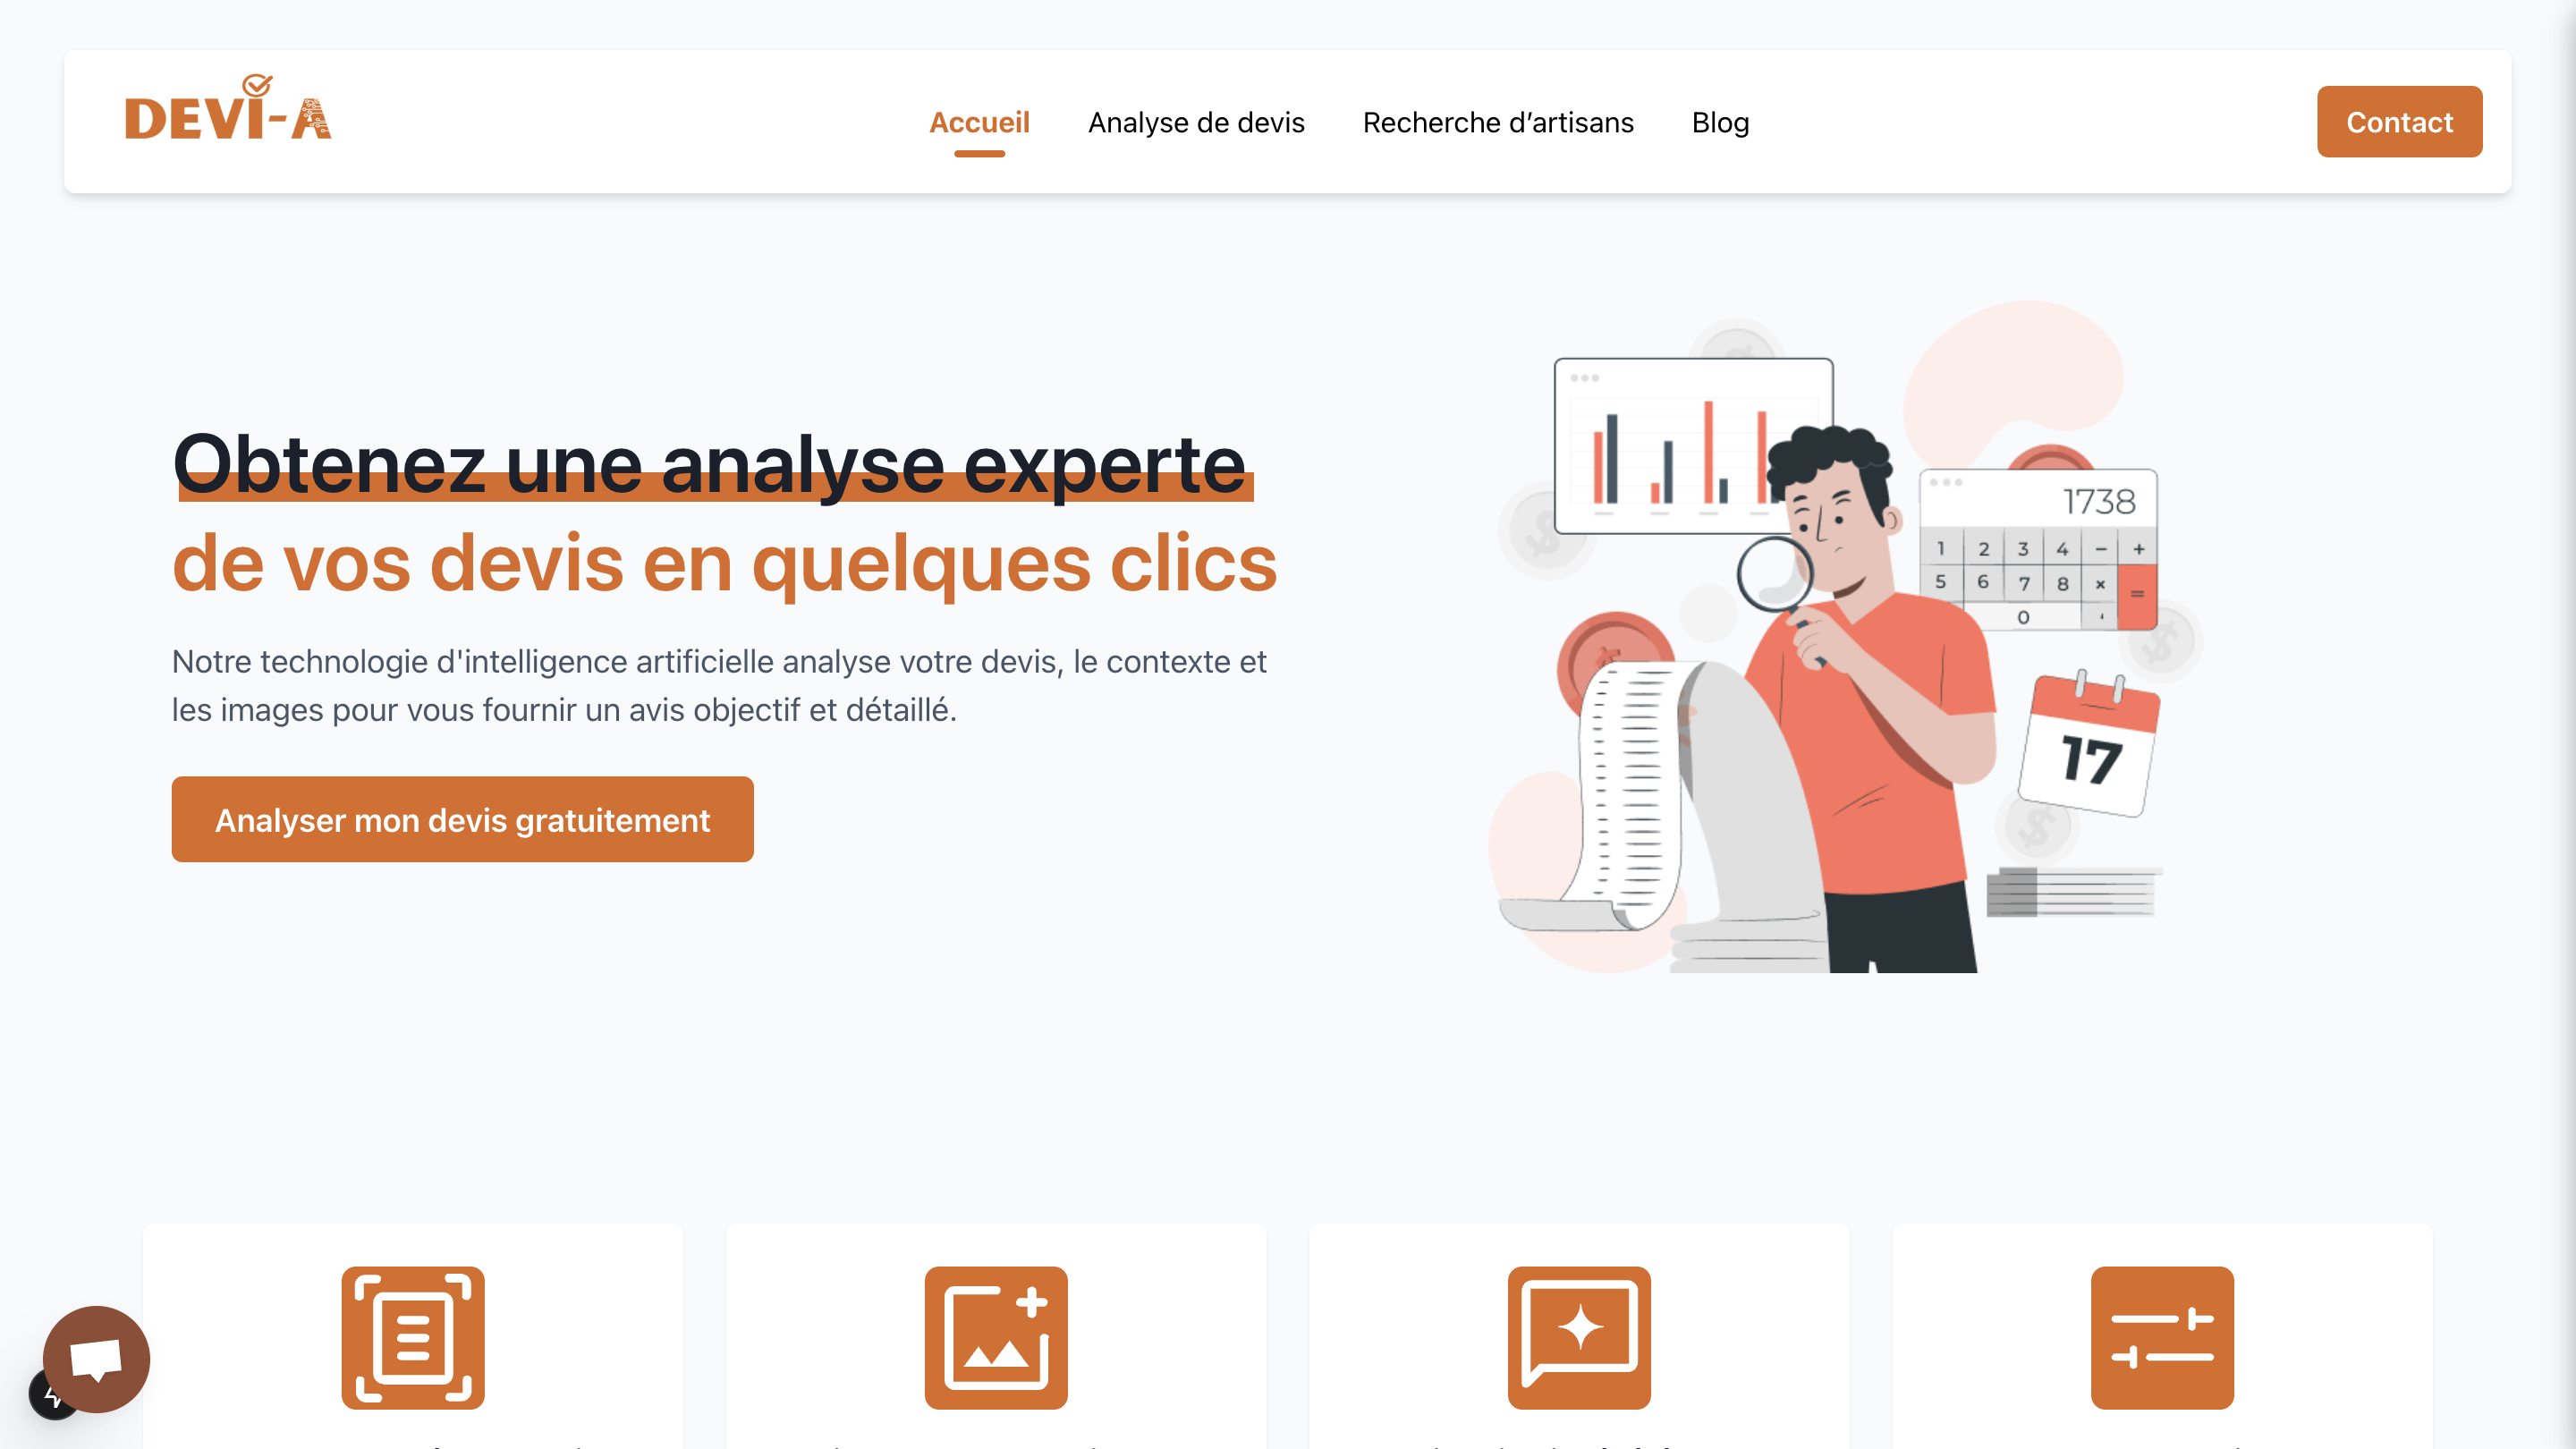 DEVI-A
Accueil
Analyse de devis
Recherche d’artisans
Blog
Contact
Obtenez une analyse experte
de vos devis en quelques clics
Notre technologie d'intelligence artificielle analyse votre devis, le contexte et
les images pour vous fournir un avis objectif et détaillé.
Analyser mon devis gratuitement
1738
1 2 3 4 − +
5 6 7 8 × =
0
17